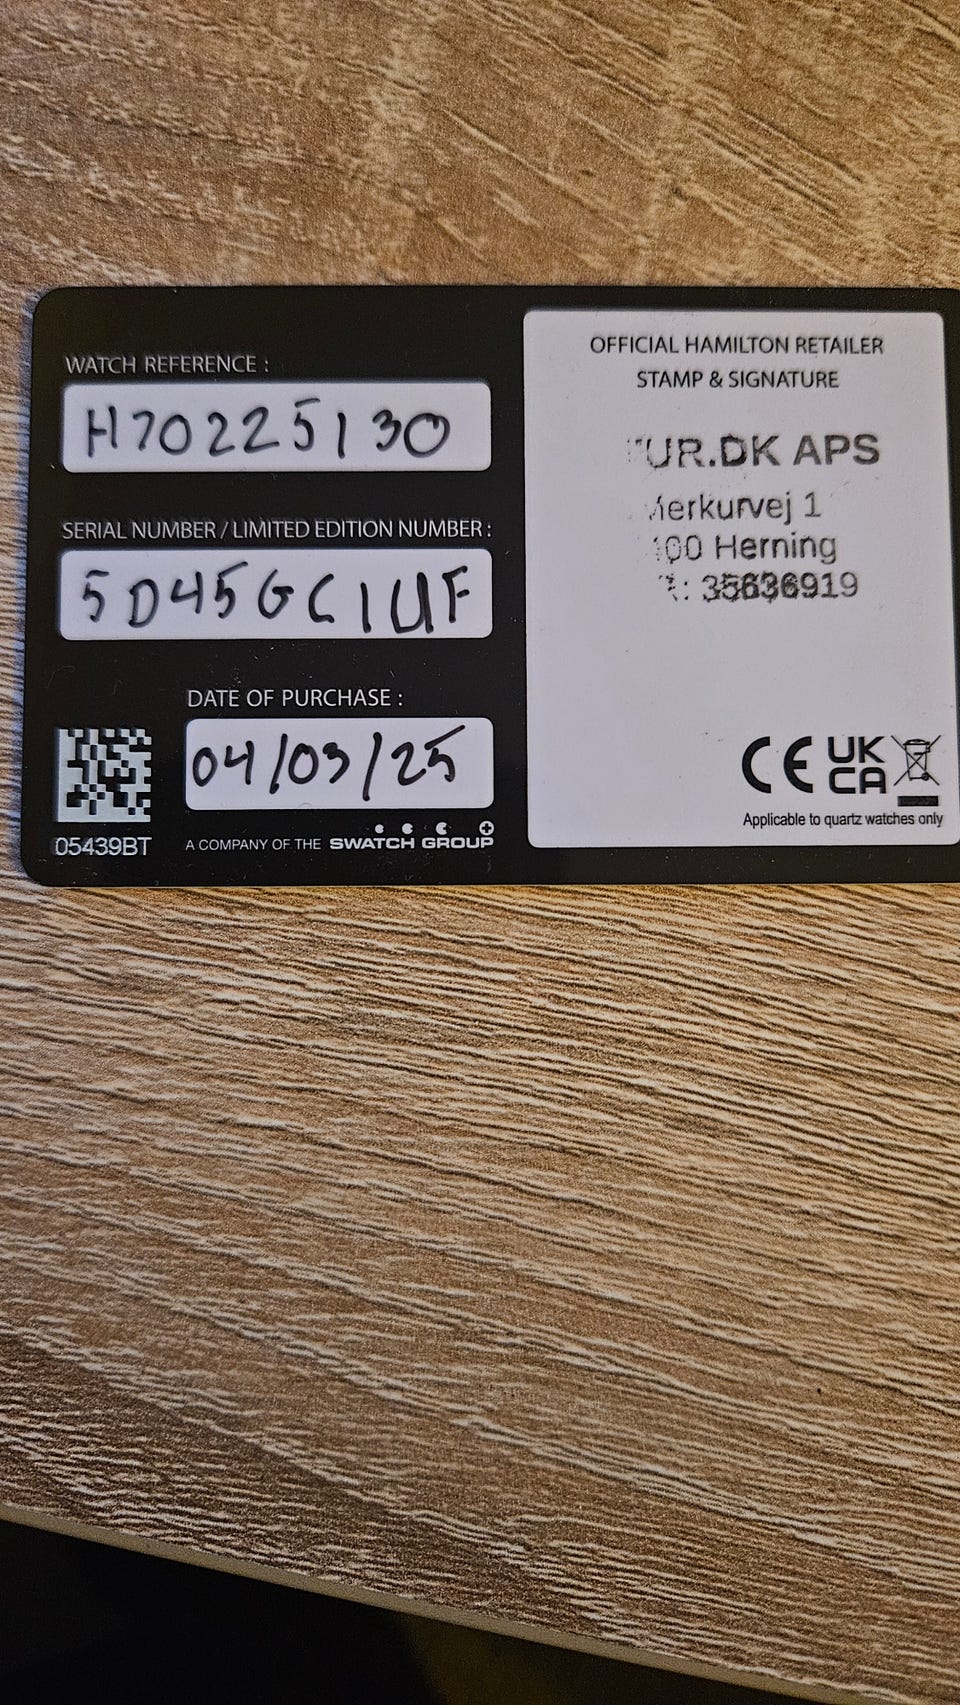 WATCH REFERENCE :
H70225130
SERIAL NUMBER / LIMITED EDITION NUMBER :
5D45GC1UF
DATE OF PURCHASE :
04/03/25
05439BT
A COMPANY OF THE SWATCH GROUP
OFFICIAL HAMILTON RETAILER
STAMP & SIGNATURE
UR.DK APS
erkurvej 1
00 Herning
: 35636919
CE UK
CA
Applicable to quartz watches only